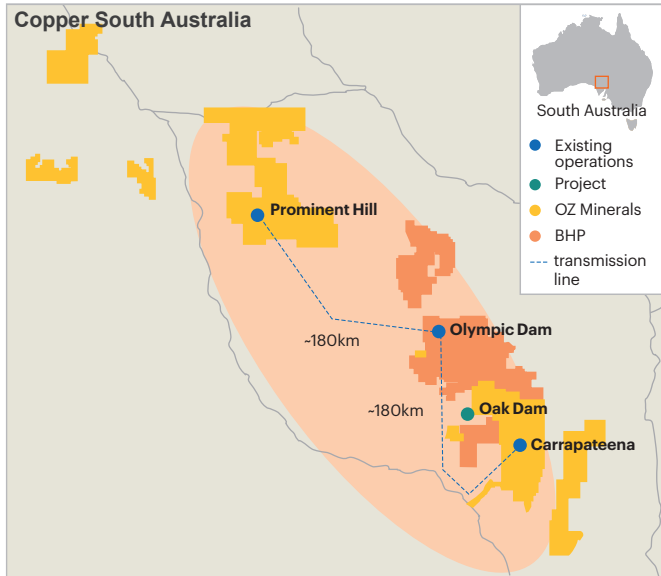 Copper South Australia
South Australia
Existing
operations
Project
OZ Minerals
BHP
transmission
line
Prominent Hill
Olympic Dam
~180km
~180km
Oak Dam
Carrapateena